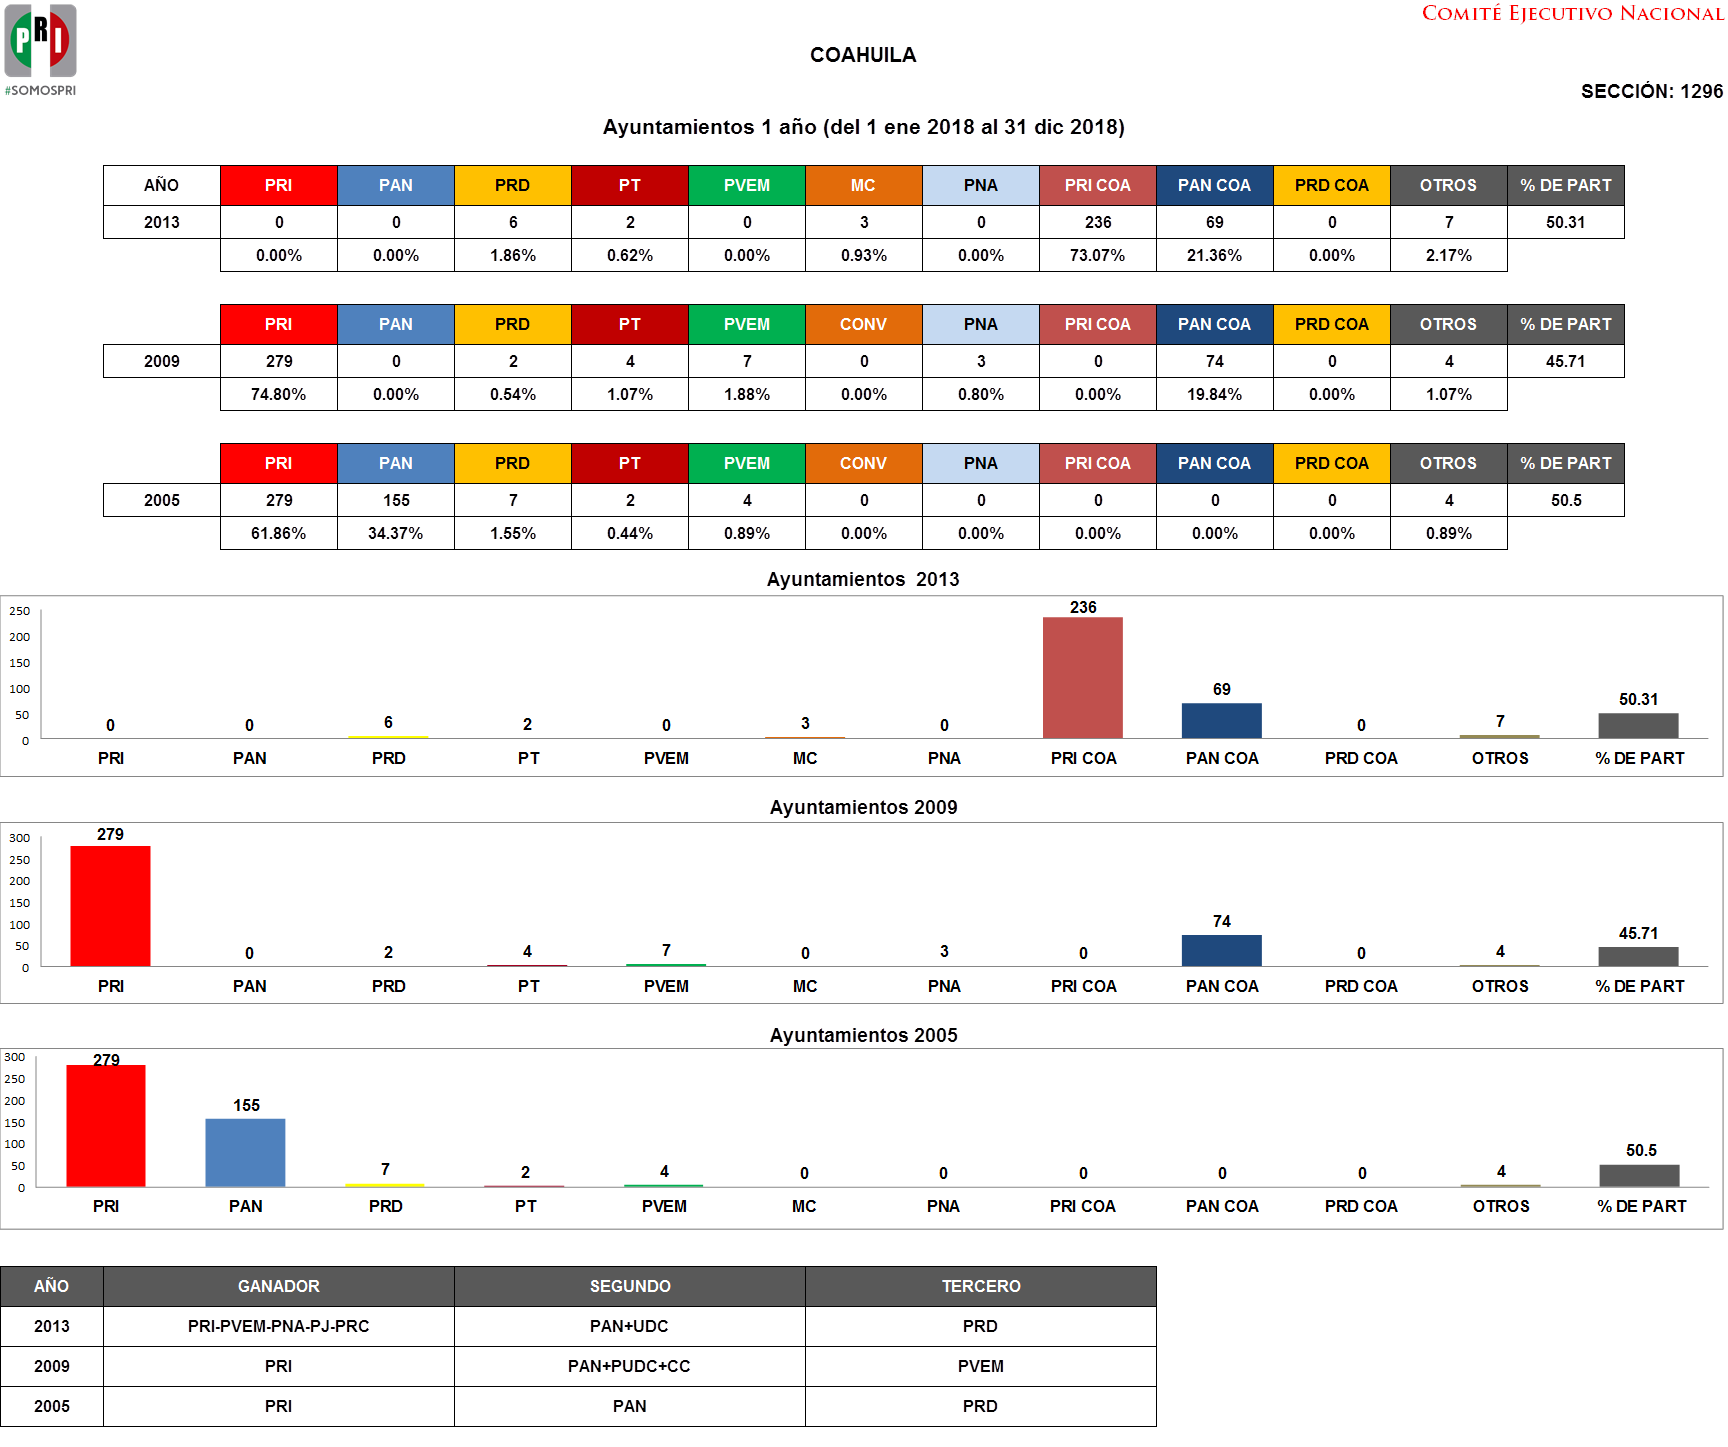 PRI
#SOMOSPRI
COMITÉ EJECUTIVO NACIONAL
COAHUILA
SECCIÓN: 1296
Ayuntamientos 1 año (del 1 ene 2018 al 31 dic 2018)
AÑO PRI PAN PRD PT PVEM MC PNA PRI COA PAN COA PRD COA OTROS % DE PART
2013 0 0 6 2 0 3 0 236 69 0 7 50.31
0.00% 0.00% 1.86% 0.62% 0.00% 0.93% 0.00% 73.07% 21.36% 0.00% 2.17%
PRI PAN PRD PT PVEM CONV PNA PRI COA PAN COA PRD COA OTROS % DE PART
2009 279 0 2 4 7 0 3 0 74 0 4 45.71
74.80% 0.00% 0.54% 1.07% 1.88% 0.00% 0.80% 0.00% 19.84% 0.00% 1.07%
PRI PAN PRD PT PVEM CONV PNA PRI COA PAN COA PRD COA OTROS % DE PART
2005 279 155 7 2 4 0 0 0 0 0 4 50.5
61.86% 34.37% 1.55% 0.44% 0.89% 0.00% 0.00% 0.00% 0.00% 0.00% 0.89%
Ayuntamientos 2013
250
200
150
100
50
0
0 0 6 2 0 3 0 236 69 0 7 50.31
PRI PAN PRD PT PVEM MC PNA PRI COA PAN COA PRD COA OTROS % DE PART
Ayuntamientos 2009
300
250
200
150
100
50
0
279 0 2 4 7 0 3 0 74 0 4 45.71
PRI PAN PRD PT PVEM MC PNA PRI COA PAN COA PRD COA OTROS % DE PART
Ayuntamientos 2005
300
250
200
150
100
50
0
279 155 7 2 4 0 0 0 0 0 4 50.5
PRI PAN PRD PT PVEM MC PNA PRI COA PAN COA PRD COA OTROS % DE PART
AÑO GANADOR SEGUNDO TERCERO
2013 PRI-PVEM-PNA-PJ-PRC PAN+UDC PRD
2009 PRI PAN+PUDC+CC PVEM
2005 PRI PAN PRD